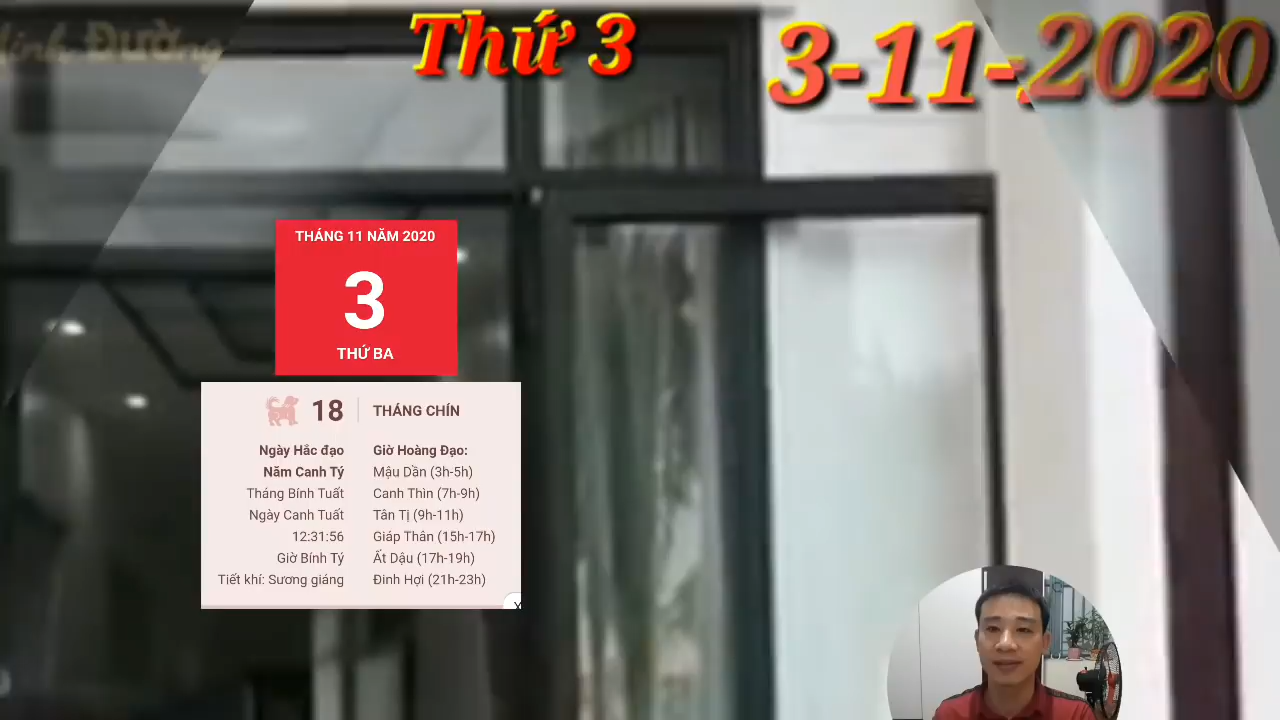 Đường
Thứ 3
3-11-2020
THÁNG 11 NĂM 2020
3
THỨ BA
18
THÁNG CHÍN
Ngày Hắc đạo
Năm Canh Tý
Tháng Bính Tuất
Ngày Canh Tuất
12:31:56
Giờ Bính Tý
Tiết khí: Sương giáng
Giờ Hoàng Đạo:
Mậu Dần (3h-5h)
Canh Thìn (7h-9h)
Tân Tị (9h-11h)
Giáp Thân (15h-17h)
Ất Dậu (17h-19h)
Đinh Hợi (21h-23h)